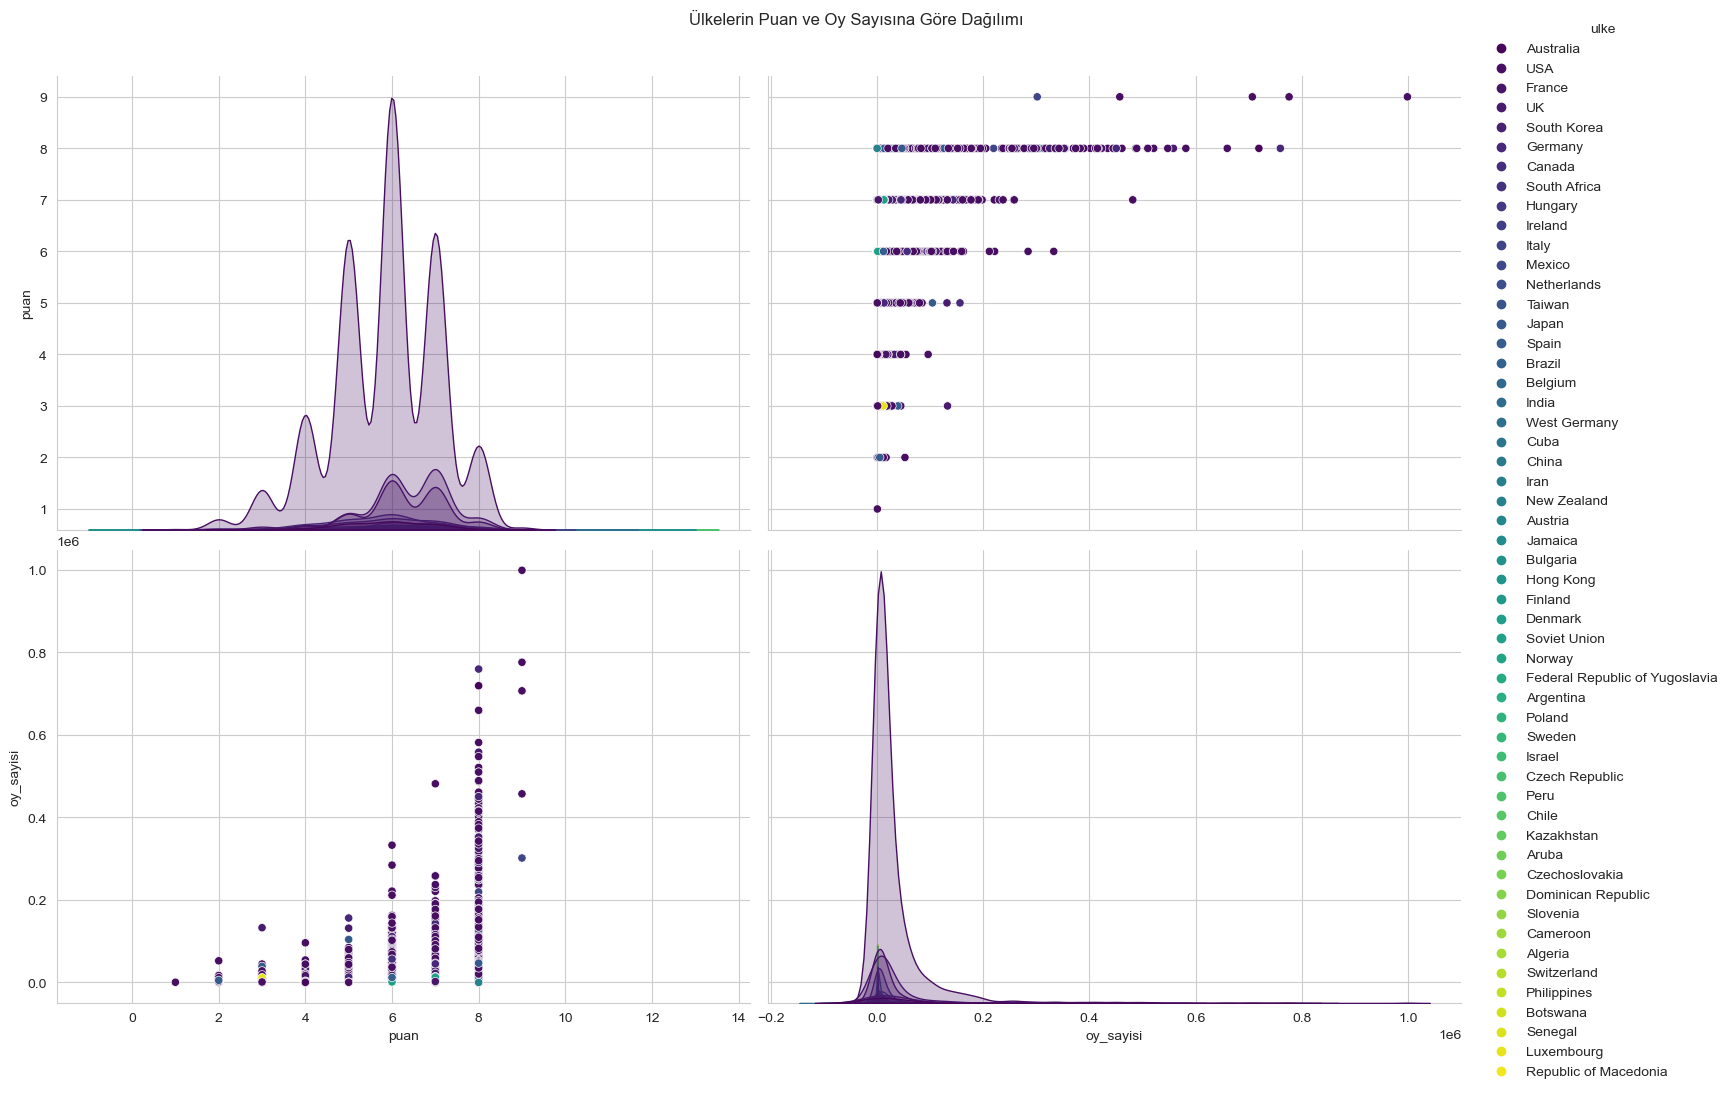 Ülkelerin Puan ve Oy Sayısına Göre Dağılımı
puan
9
8
7
6
5
4
3
2
1
1e6
oy_sayisi
1.0
0.8
0.6
0.4
0.2
0.0
0 2 4 6 8 10 12 14
puan
−0.2 0.0 0.2 0.4 0.6 0.8 1.0
1e6
oy_sayisi
ulke
Australia
USA
France
UK
South Korea
Germany
Canada
South Africa
Hungary
Ireland
Italy
Mexico
Netherlands
Taiwan
Japan
Spain
Brazil
Belgium
India
West Germany
Cuba
China
Iran
New Zealand
Austria
Jamaica
Bulgaria
Hong Kong
Finland
Denmark
Soviet Union
Norway
Federal Republic of Yugoslavia
Argentina
Poland
Sweden
Israel
Czech Republic
Peru
Chile
Kazakhstan
Aruba
Czechoslovakia
Dominican Republic
Slovenia
Cameroon
Algeria
Switzerland
Philippines
Botswana
Senegal
Luxembourg
Republic of Macedonia